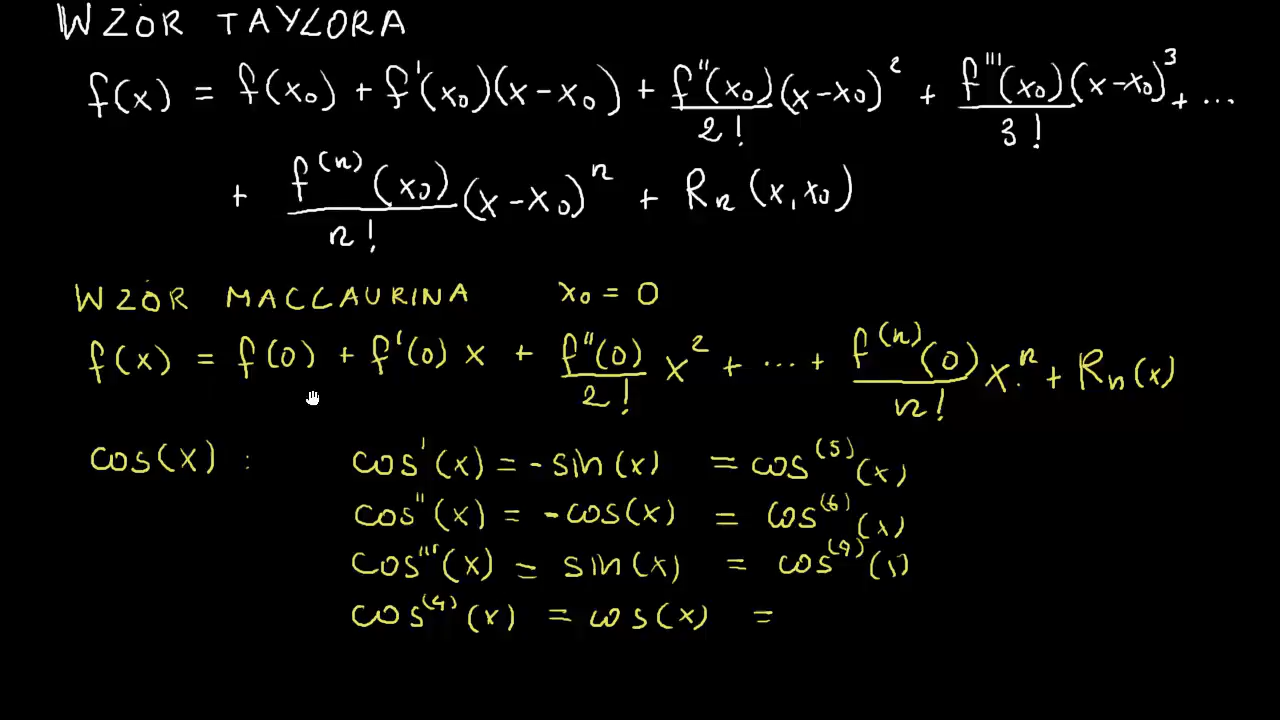 WZÓR TAYLORA
f(x) = f(x₀) + f'(x₀)(x-x₀) + f''(x₀)/2! (x-x₀)² + f'''(x₀)/3! (x-x₀)³ + ...
+ f⁽ⁿ⁾(x₀)/n! (x-x₀)ⁿ + Rₙ(x, x₀)
WZÓR MACLAURINA x₀ = 0
f(x) = f(0) + f'(0) x + f''(0)/2! x² + ... + f⁽ⁿ⁾(0)/n! xⁿ + Rₙ(x)
cos(x) : cos'(x) = -sin(x) = cos⁽⁵⁾(x)
cos''(x) = -cos(x) = cos⁽⁶⁾(x)
cos'''(x) = sin(x) = cos⁽⁷⁾(x)
cos⁽⁴⁾(x) = cos(x) =